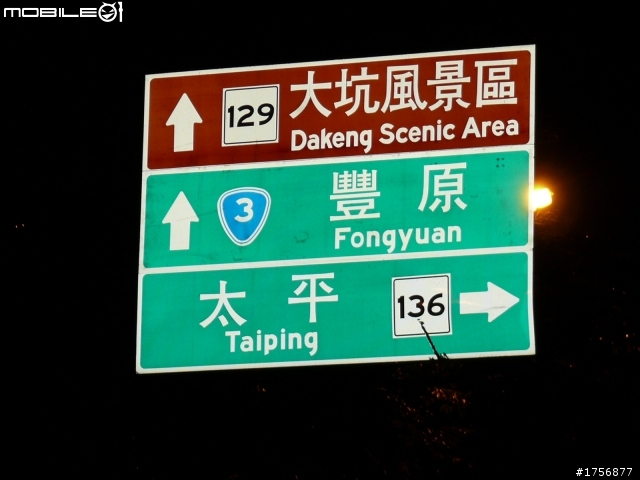 MOBILE01
129 大坑風景區
Dakeng Scenic Area
3 豐原
Fongyuan
太平 136
Taiping
#1756877